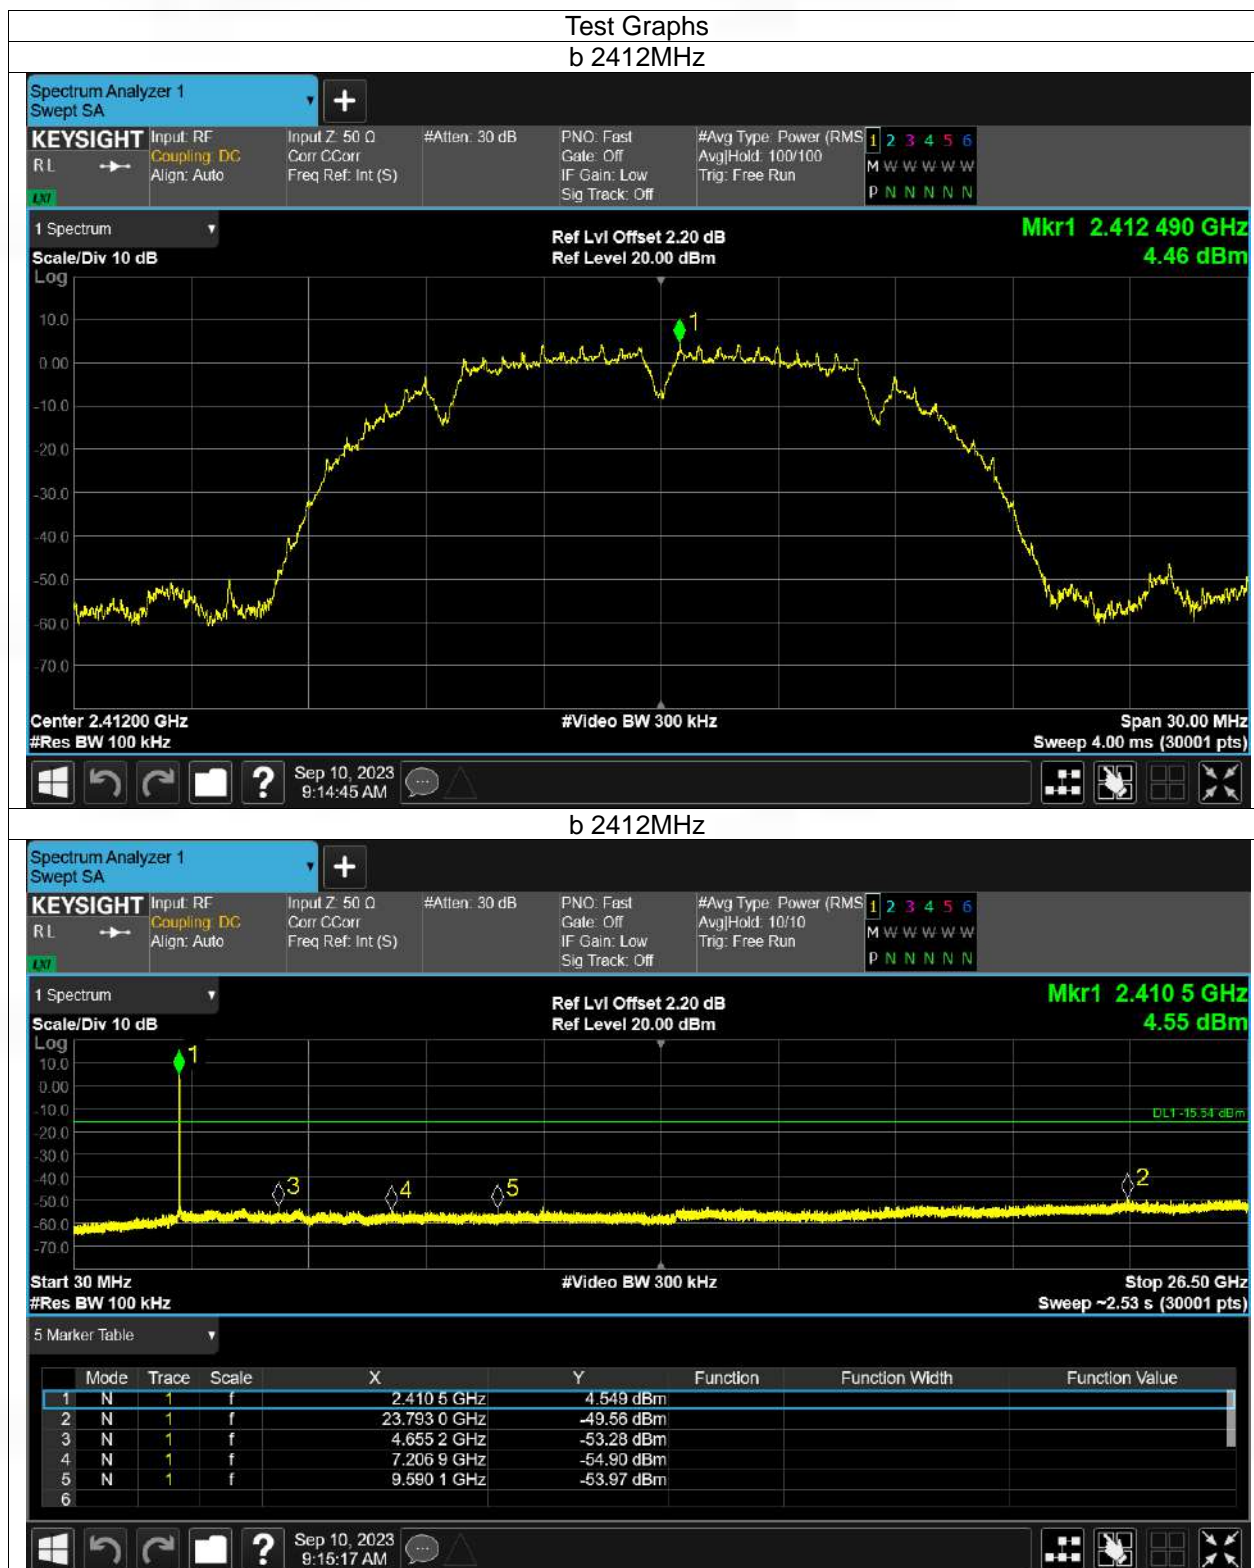 Test Graphs
b 2412MHz
Spectrum Analyzer 1
Swept SA
+
KEYSIGHT Input: RF Input Z: 50 Ω #Atten: 30 dB PNO: Fast #Avg Type: Power (RMS 1 2 3 4 5 6
R L Coupling: DC Corr CCorr Gate: Off Avg|Hold: 100/100 M W W W W W
Align: Auto Freq Ref: Int (S) IF Gain: Low Trig: Free Run
LXI Sig Track: Off P N N N N N
1 Spectrum Ref Lvl Offset 2.20 dB Mkr1 2.412 490 GHz
Scale/Div 10 dB Ref Level 20.00 dBm 4.46 dBm
Log
10.0
1
0.00
-10.0
-20.0
-30.0
-40.0
-50.0
-60.0
-70.0
Center 2.41200 GHz #Video BW 300 kHz Span 30.00 MHz
#Res BW 100 kHz Sweep 4.00 ms (30001 pts)
? Sep 10, 2023
9:14:45 AM
b 2412MHz
Spectrum Analyzer 1
Swept SA
+
KEYSIGHT Input: RF Input Z: 50 Ω #Atten: 30 dB PNO: Fast #Avg Type: Power (RMS 1 2 3 4 5 6
R L Coupling: DC Corr CCorr Gate: Off Avg|Hold: 10/10 M W W W W W
Align: Auto Freq Ref: Int (S) IF Gain: Low Trig: Free Run
LXI Sig Track: Off P N N N N N
1 Spectrum Ref Lvl Offset 2.20 dB Mkr1 2.410 5 GHz
Scale/Div 10 dB Ref Level 20.00 dBm 4.55 dBm
Log
10.0 1
0.00
-10.0 DL1 -15.54 dBm
-20.0
-30.0
-40.0 3 4 5 2
-50.0
-60.0
-70.0
Start 30 MHz #Video BW 300 kHz Stop 26.50 GHz
#Res BW 100 kHz Sweep ~2.53 s (30001 pts)
5 Marker Table
Mode Trace Scale X Y Function Function Width Function Value
1 N 1 f 2.410 5 GHz 4.549 dBm
2 N 1 f 23.793 0 GHz -49.56 dBm
3 N 1 f 4.655 2 GHz -53.28 dBm
4 N 1 f 7.206 9 GHz -54.90 dBm
5 N 1 f 9.590 1 GHz -53.97 dBm
6
? Sep 10, 2023
9:15:17 AM